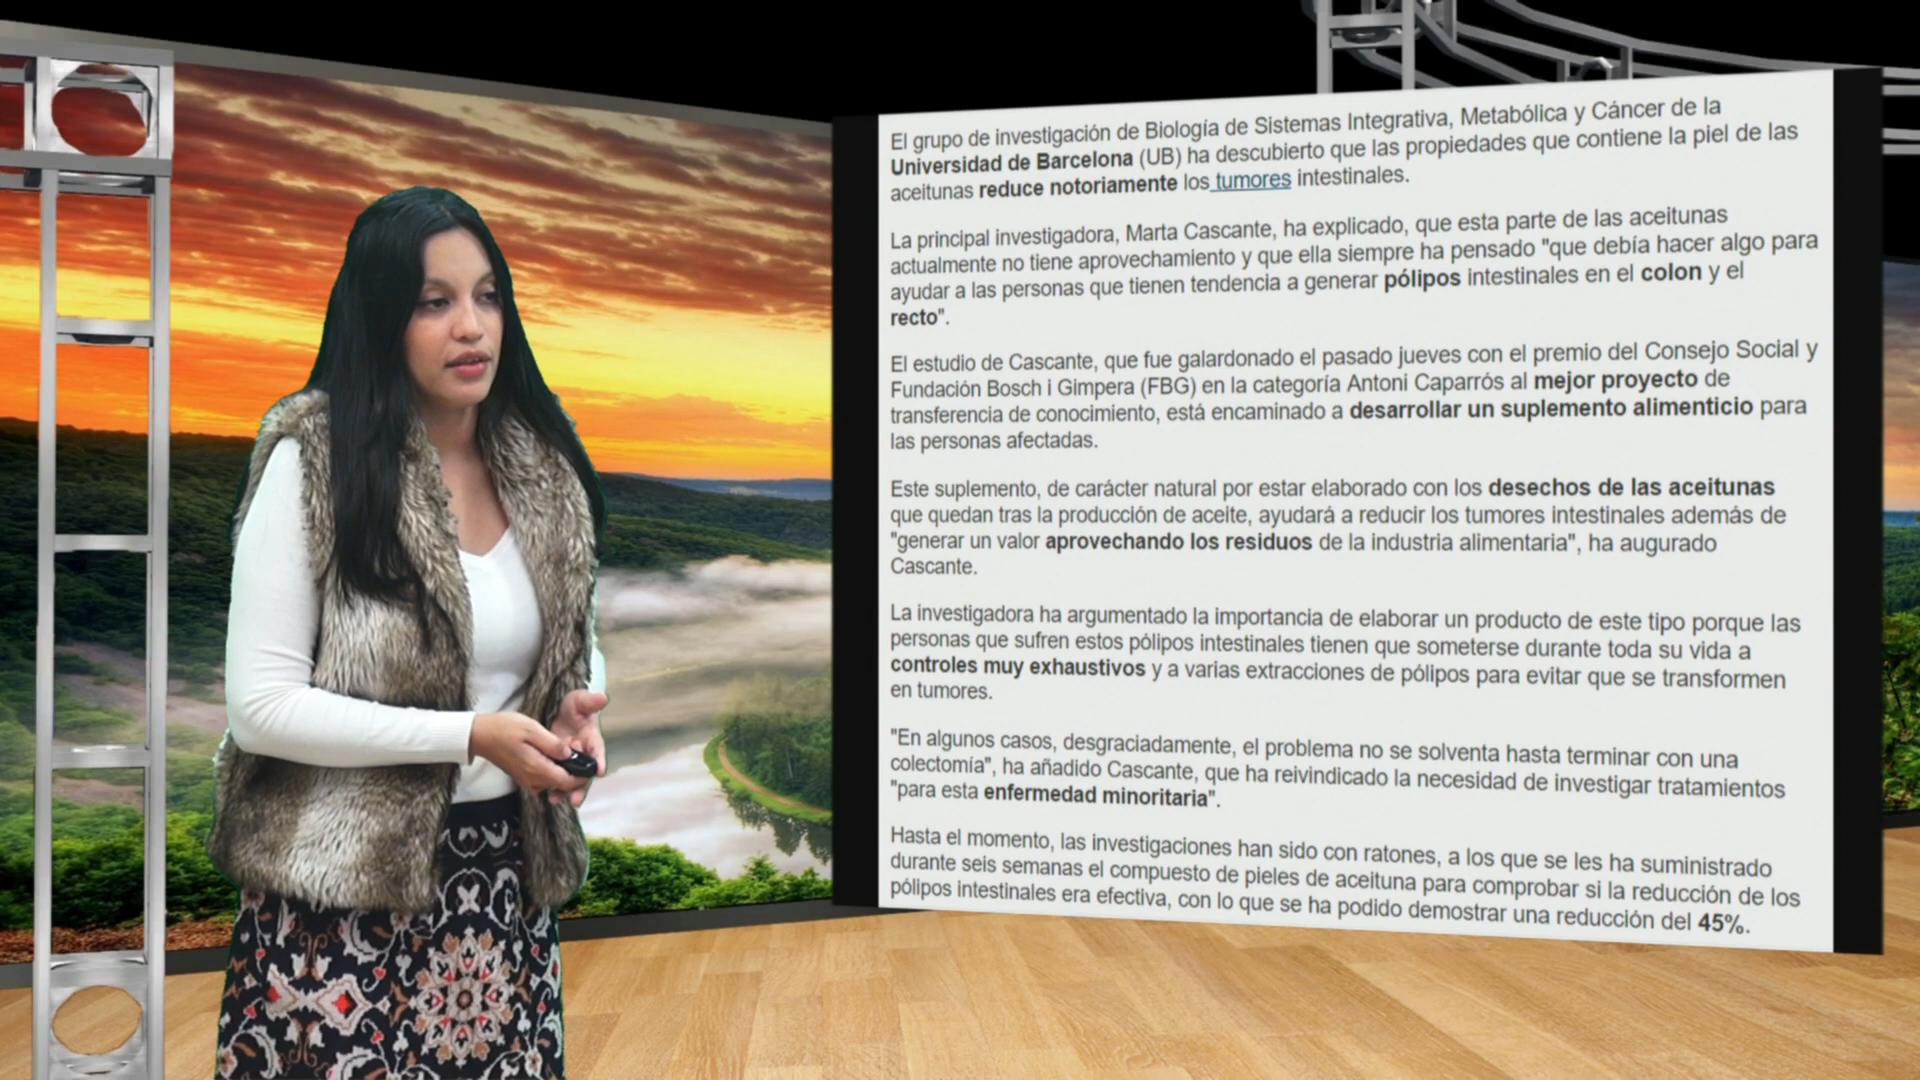 El grupo de investigación de Biología de Sistemas Integrativa, Metabólica y Cáncer de la
Universidad de Barcelona (UB) ha descubierto que las propiedades que contiene la piel de las
aceitunas reduce notoriamente los tumores intestinales.
La principal investigadora, Marta Cascante, ha explicado, que esta parte de las aceitunas
actualmente no tiene aprovechamiento y que ella siempre ha pensado "que debía hacer algo para
ayudar a las personas que tienen tendencia a generar pólipos intestinales en el colon y el
recto".
El estudio de Cascante, que fue galardonado el pasado jueves con el premio del Consejo Social y
Fundación Bosch i Gimpera (FBG) en la categoría Antoni Caparrós al mejor proyecto de
transferencia de conocimiento, está encaminado a desarrollar un suplemento alimenticio para
las personas afectadas.
Este suplemento, de carácter natural por estar elaborado con los desechos de las aceitunas
que quedan tras la producción de aceite, ayudará a reducir los tumores intestinales además de
"generar un valor aprovechando los residuos de la industria alimentaria", ha augurado
Cascante.
La investigadora ha argumentado la importancia de elaborar un producto de este tipo porque las
personas que sufren estos pólipos intestinales tienen que someterse durante toda su vida a
controles muy exhaustivos y a varias extracciones de pólipos para evitar que se transformen
en tumores.
"En algunos casos, desgraciadamente, el problema no se solventa hasta terminar con una
colectomía", ha añadido Cascante, que ha reivindicado la necesidad de investigar tratamientos
"para esta enfermedad minoritaria".
Hasta el momento, las investigaciones han sido con ratones, a los que se les ha suministrado
durante seis semanas el compuesto de pieles de aceituna para comprobar si la reducción de los
pólipos intestinales era efectiva, con lo que se ha podido demostrar una reducción del 45%.